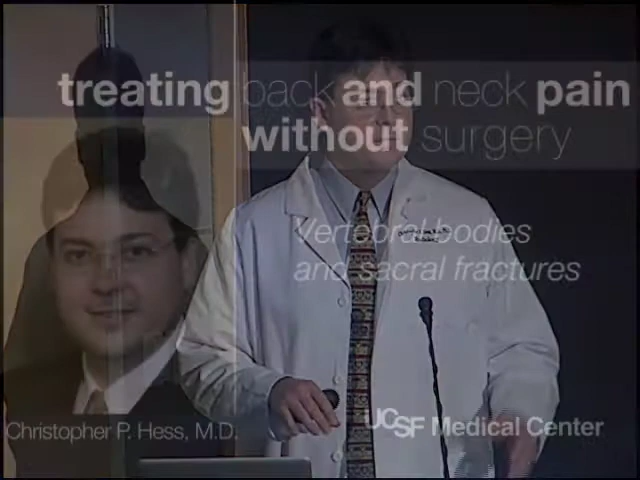 treating back and neck pain
without surgery
Vertebral bodies
and sacral fractures
Christopher P. Hess, M.D.
UCSF Medical Center